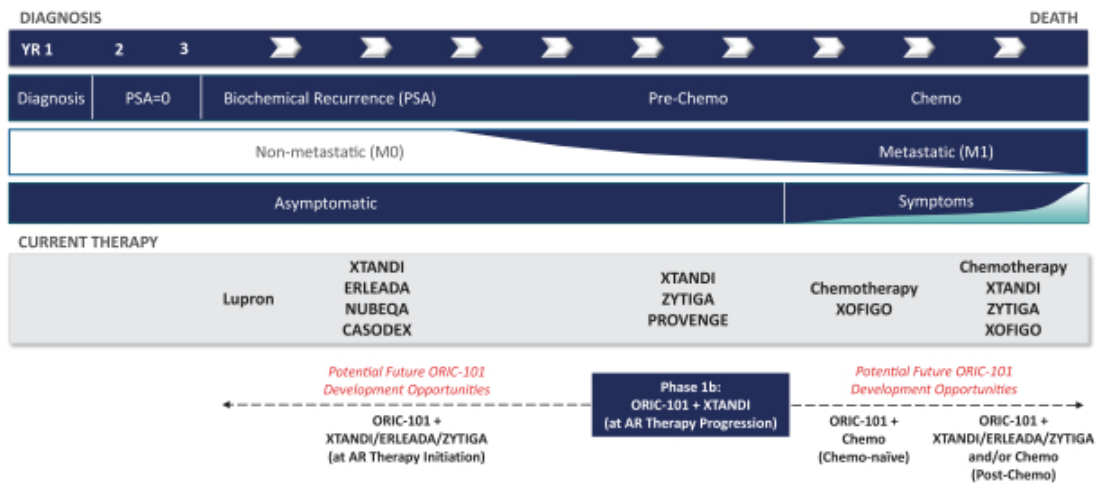 DIAGNOSIS DEATH
YR 1 2 3
Diagnosis PSA=0 Biochemical Recurrence (PSA) Pre-Chemo Chemo
Non-metastatic (M0) Metastatic (M1)
Asymptomatic Symptoms
CURRENT THERAPY
Lupron
XTANDI
ERLEADA
NUBEQA
CASODEX
XTANDI
ZYTIGA
PROVENGE
Chemotherapy
XOFIGO
Chemotherapy
XTANDI
ZYTIGA
XOFIGO
Potential Future ORIC-101
Development Opportunities
ORIC-101 +
XTANDI/ERLEADA/ZYTIGA
(at AR Therapy Initiation)
Phase 1b:
ORIC-101 + XTANDI
(at AR Therapy Progression)
Potential Future ORIC-101
Development Opportunities
ORIC-101 +
Chemo
(Chemo-naïve)
ORIC-101 +
XTANDI/ERLEADA/ZYTIGA
and/or Chemo
(Post-Chemo)